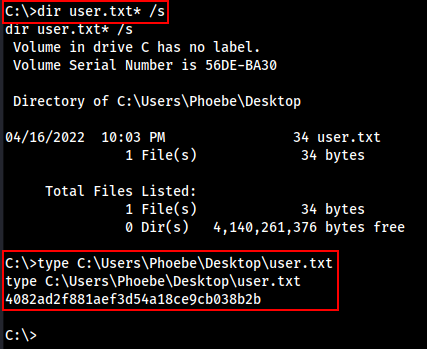 C:\>dir user.txt* /s
dir user.txt* /s
 Volume in drive C has no label.
 Volume Serial Number is 56DE-BA30
 Directory of C:\Users\Phoebe\Desktop
04/16/2022  10:03 PM                34 user.txt
               1 File(s)             34 bytes
     Total Files Listed:
               1 File(s)             34 bytes
               0 Dir(s)   4,140,261,376 bytes free
C:\>type C:\Users\Phoebe\Desktop\user.txt
type C:\Users\Phoebe\Desktop\user.txt
4082ad2f881aef3d54a18ce9cb038b2b
C:\>